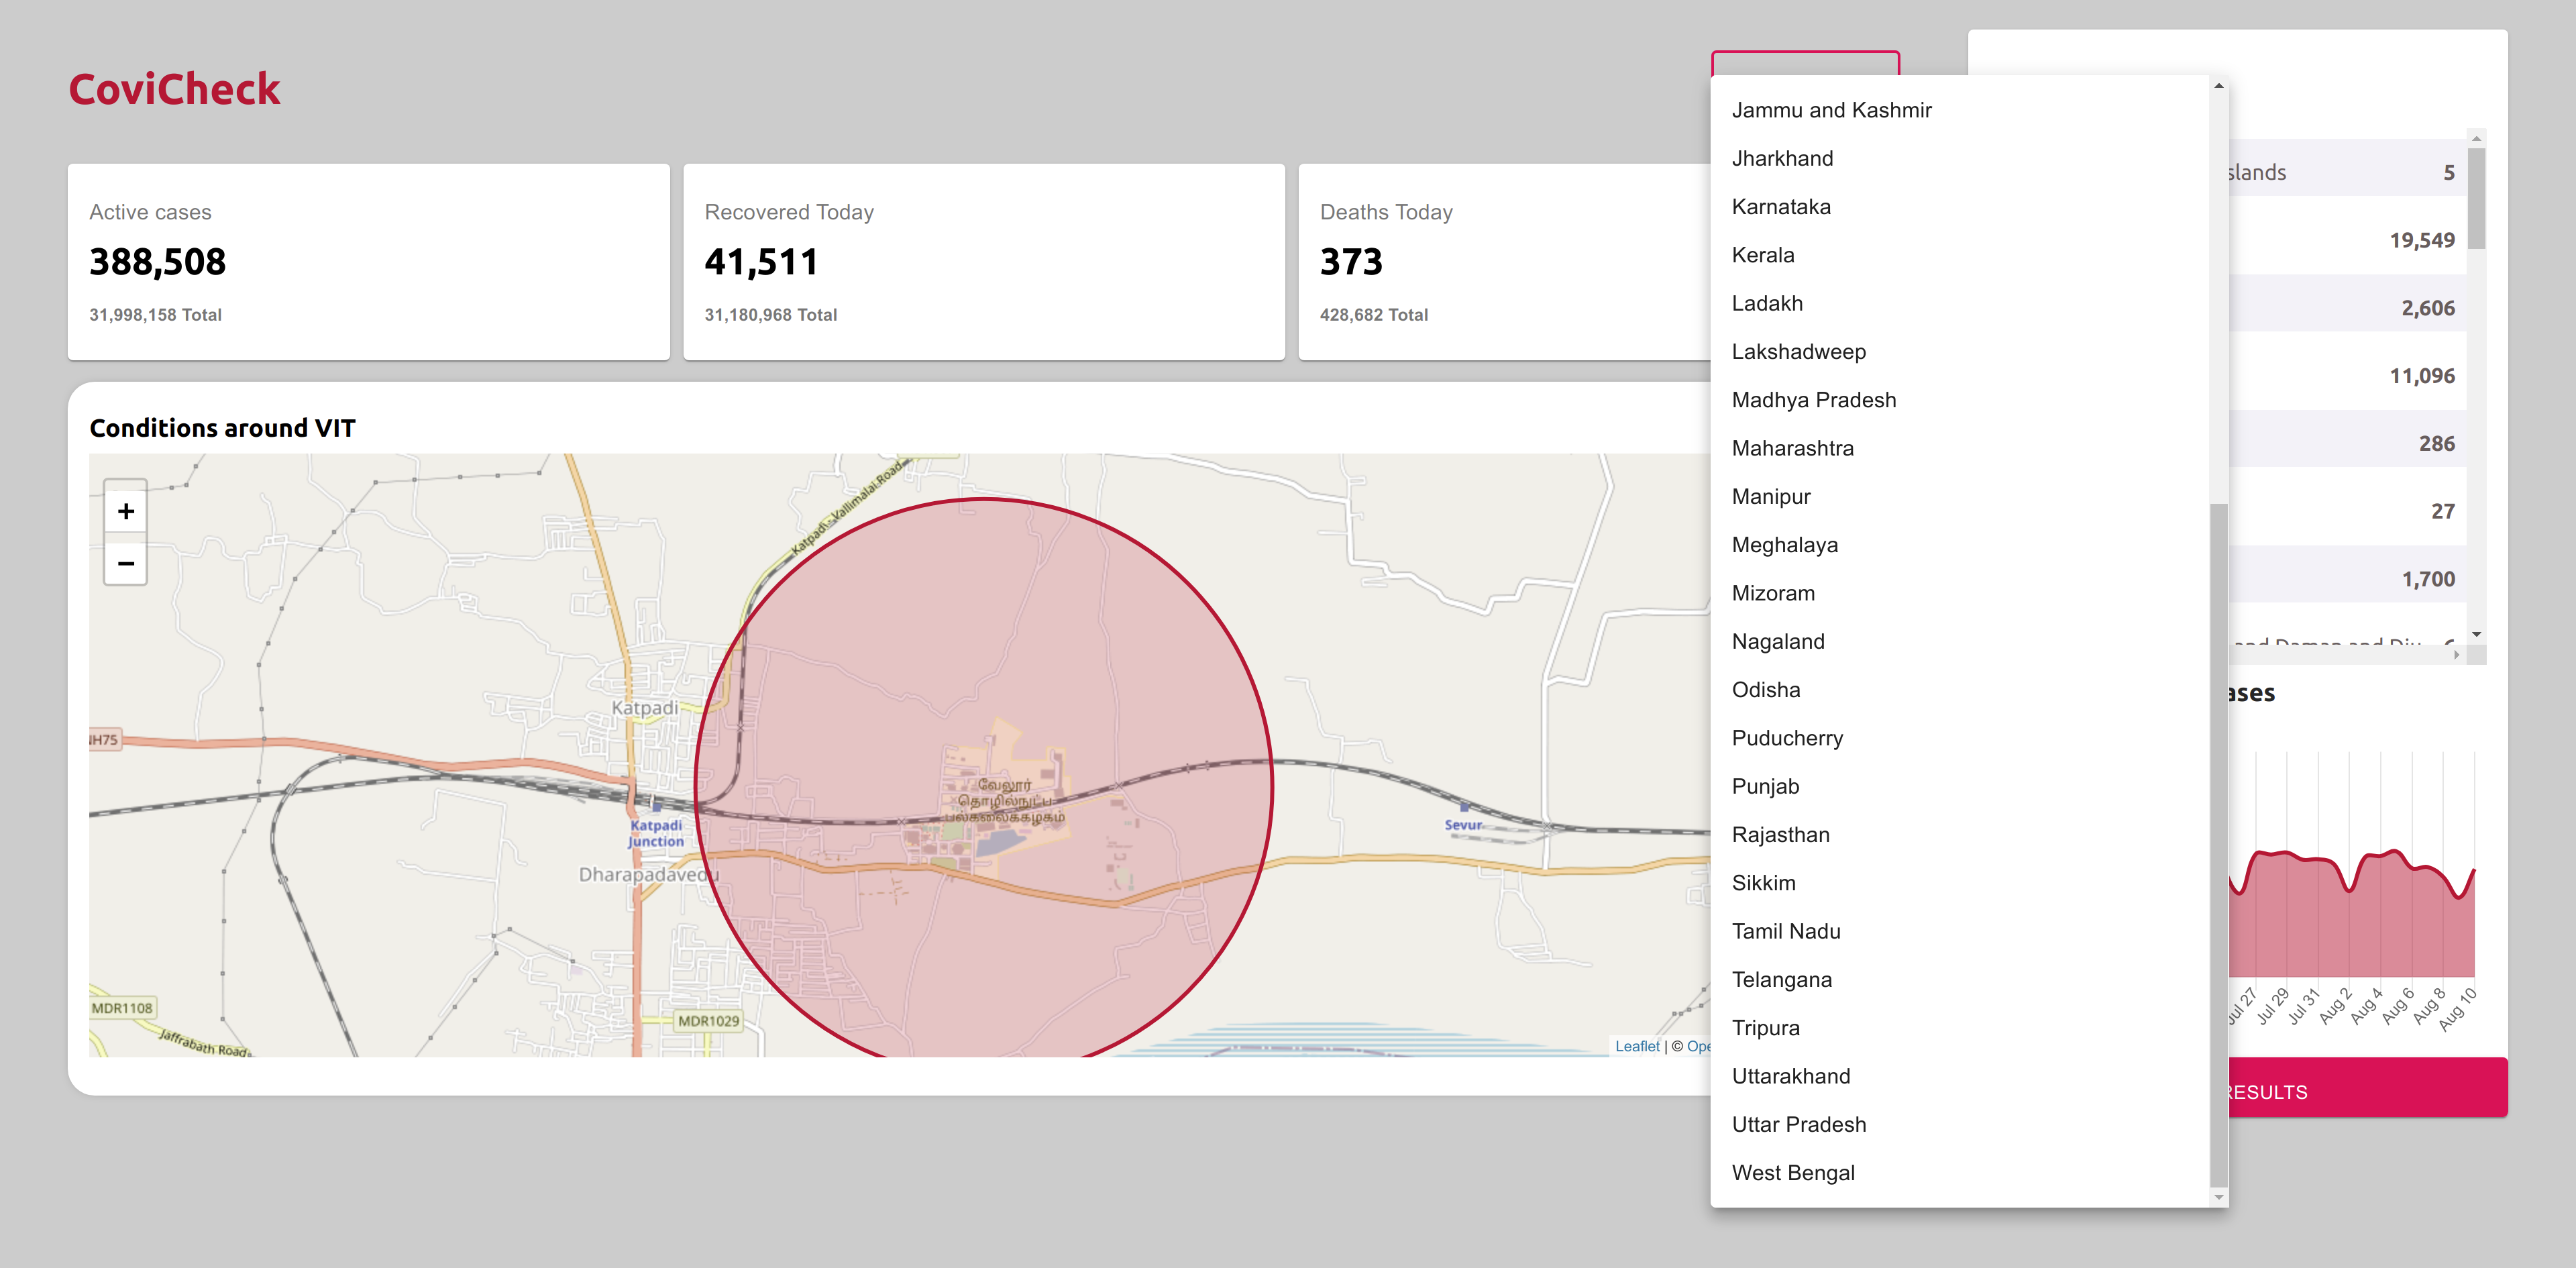 CoviCheck
Active cases
388,508
31,998,158 Total
Recovered Today
41,511
31,180,968 Total
Deaths Today
373
428,682 Total
Conditions around VIT
+
−
Katpadi - Kallimalai Road
Katpadi
NH75
வேலூர்
தொழில்நுட்ப
பல்கலைக்கழகம்
Katpadi
Junction
Sevur
Dharapadavedu
MDR1108
MDR1029
Jaffrabath Road
Leaflet | ©
Jammu and Kashmir
Jharkhand
Karnataka
Kerala
Ladakh
Lakshadweep
Madhya Pradesh
Maharashtra
Manipur
Meghalaya
Mizoram
Nagaland
Odisha
Puducherry
Punjab
Rajasthan
Sikkim
Tamil Nadu
Telangana
Tripura
Uttarakhand
Uttar Pradesh
West Bengal
slands 5
19,549
2,606
11,096
286
27
1,700
and Daman and Diu
ases
Jul 27
Jul 29
Jul 31
Aug 2
Aug 4
Aug 6
Aug 8
Aug 10
RESULTS